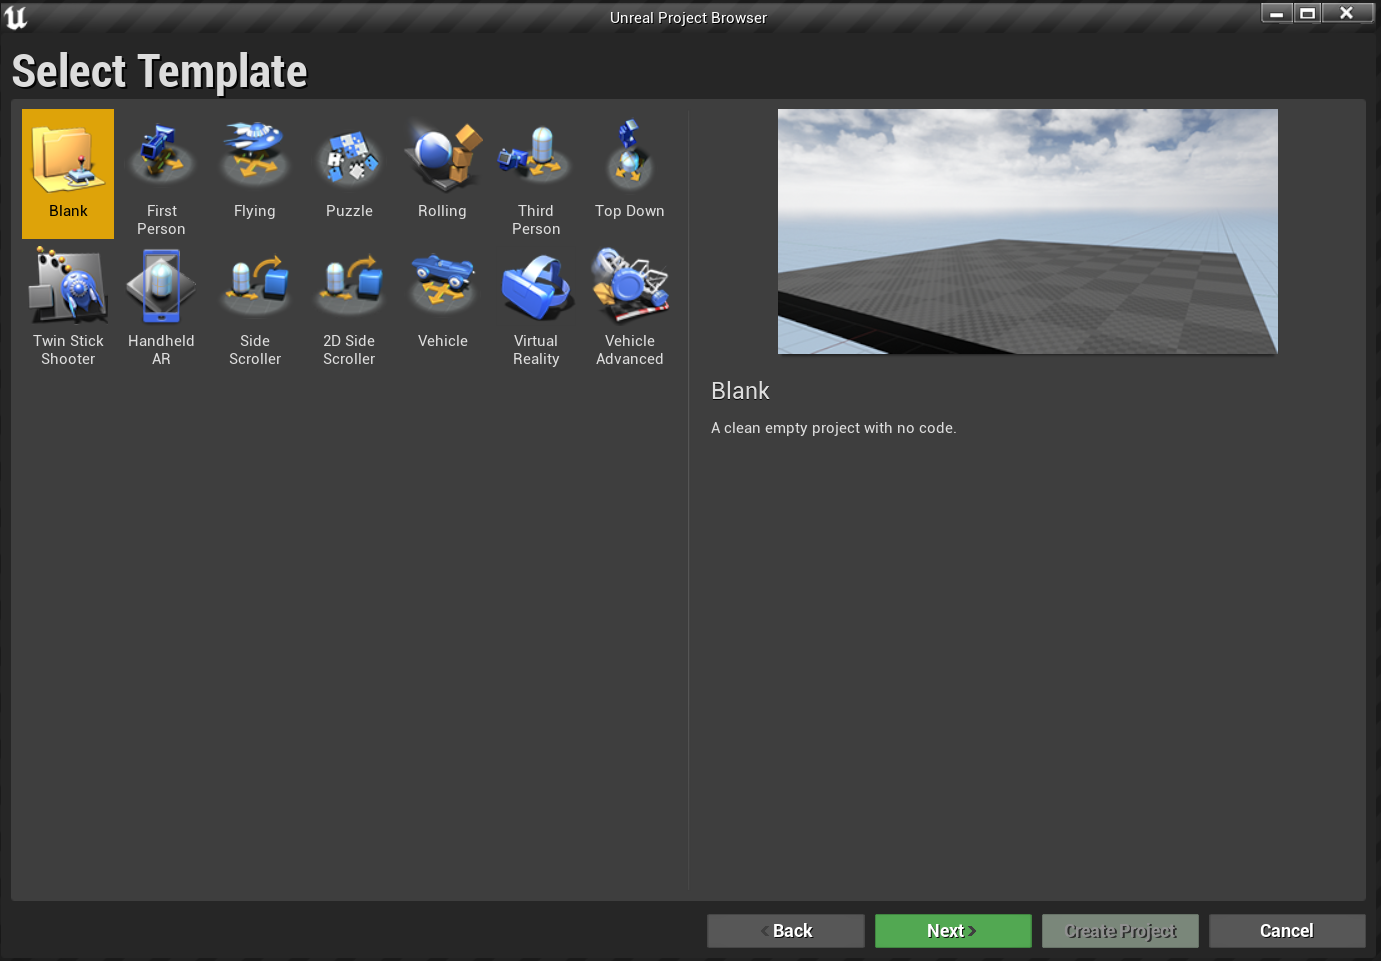 Unreal Project Browser
Select Template
Blank
First
Person
Flying
Puzzle
Rolling
Third
Person
Top Down
Twin Stick
Shooter
Handheld
AR
Side
Scroller
2D Side
Scroller
Vehicle
Virtual
Reality
Vehicle
Advanced
Blank
A clean empty project with no code.
< Back
Next >
Create Project
Cancel